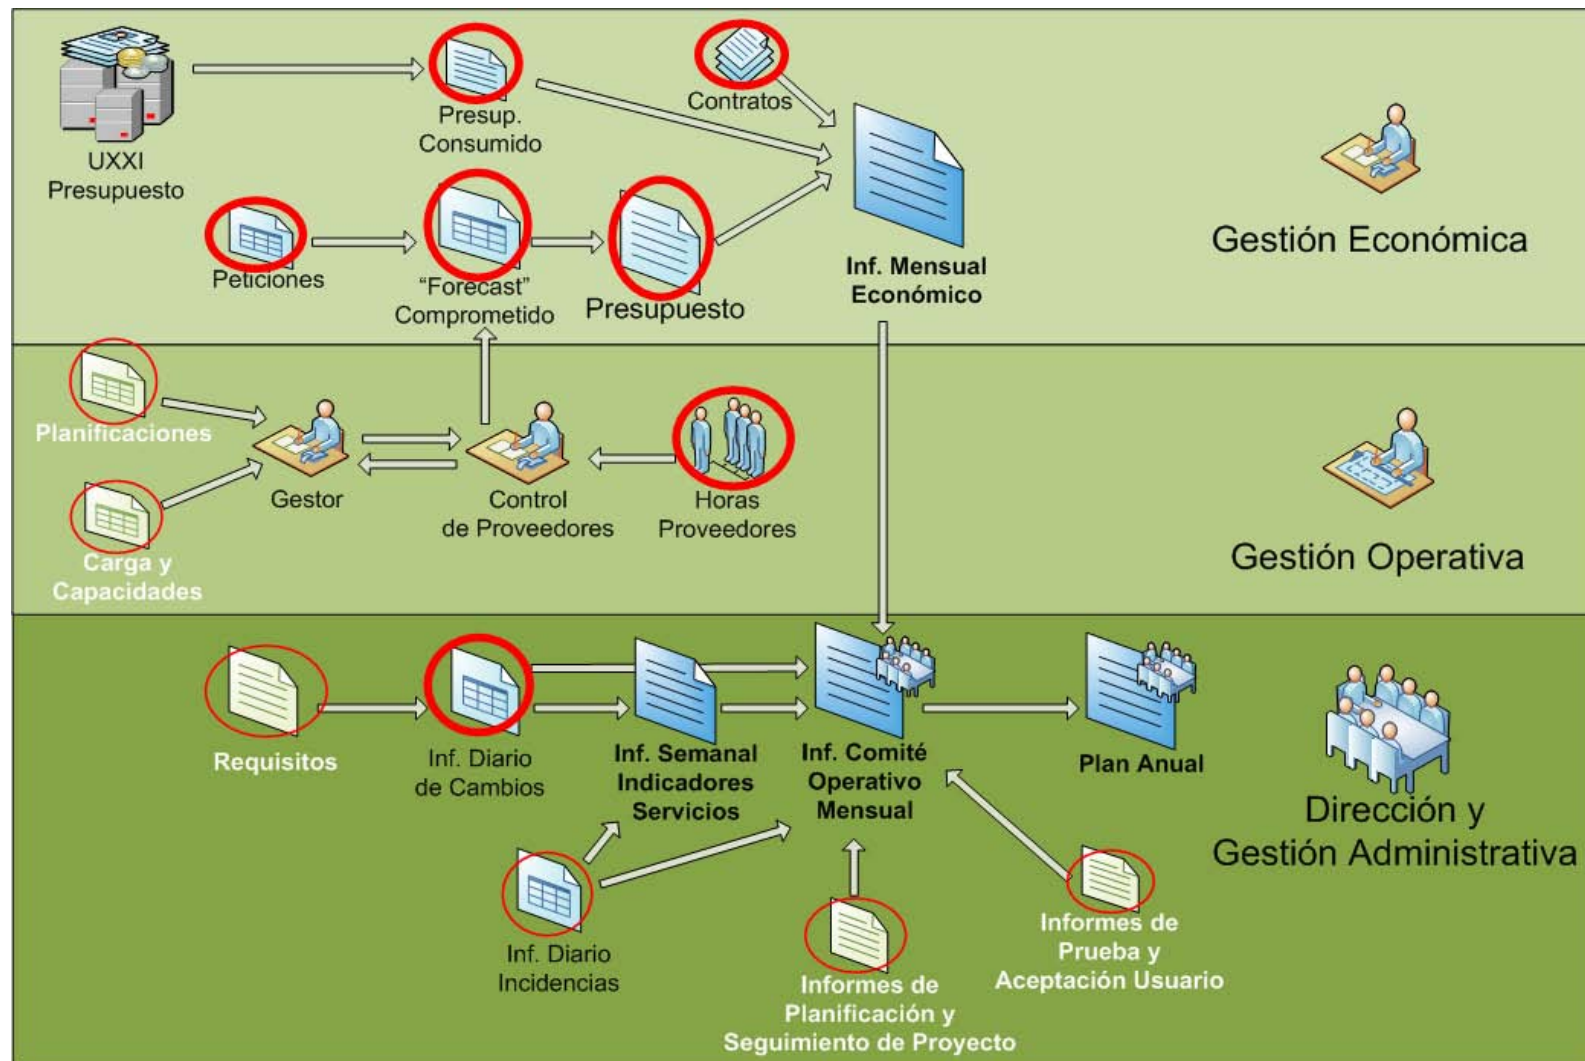 UXXI
Presupuesto
Presup.
Consumido
Contratos
Peticiones
“Forecast”
Comprometido
Presupuesto
Inf. Mensual
Económico
Gestión Económica
Planificaciones
Carga y
Capacidades
Gestor
Control
de Proveedores
Horas
Proveedores
Gestión Operativa
Requisitos
Inf. Diario
de Cambios
Inf. Semanal
Indicadores
Servicios
Inf. Comité
Operativo
Mensual
Plan Anual
Dirección y
Gestión Administrativa
Inf. Diario
Incidencias
Informes de
Planificación y
Seguimiento de Proyecto
Informes de
Prueba y
Aceptación Usuario